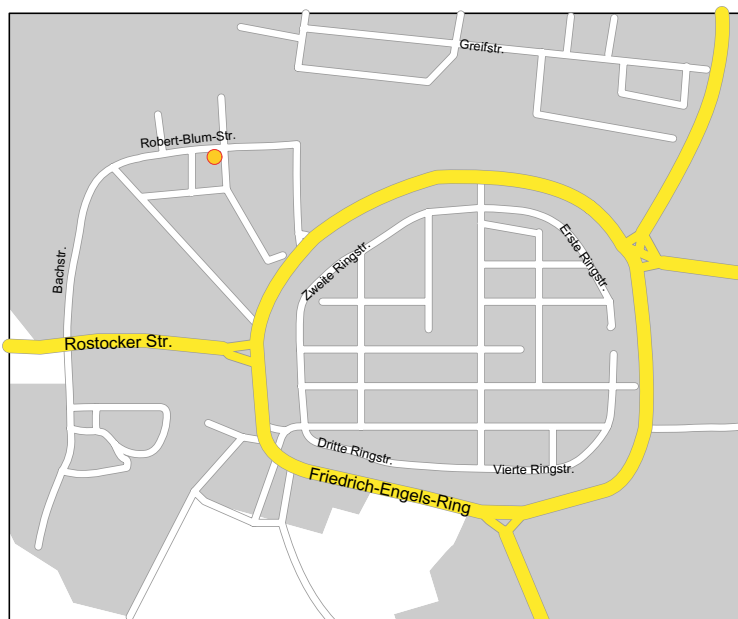 Greifstr.
Robert-Blum-Str.
Bachstr.
Zweite Ringstr.
Erste Ringstr.
Rostocker Str.
Dritte Ringstr.
Vierte Ringstr.
Friedrich-Engels-Ring